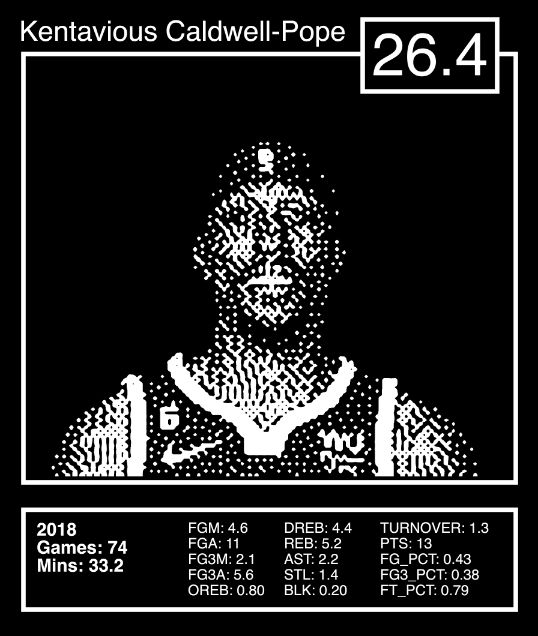 Kentavious Caldwell-Pope
26.4
6
2018
Games: 74
Mins: 33.2
FGM: 4.6
FGA: 11
FG3M: 2.1
FG3A: 5.6
OREB: 0.80
DREB: 4.4
REB: 5.2
AST: 2.2
STL: 1.4
BLK: 0.20
TURNOVER: 1.3
PTS: 13
FG_PCT: 0.43
FG3_PCT: 0.38
FT_PCT: 0.79